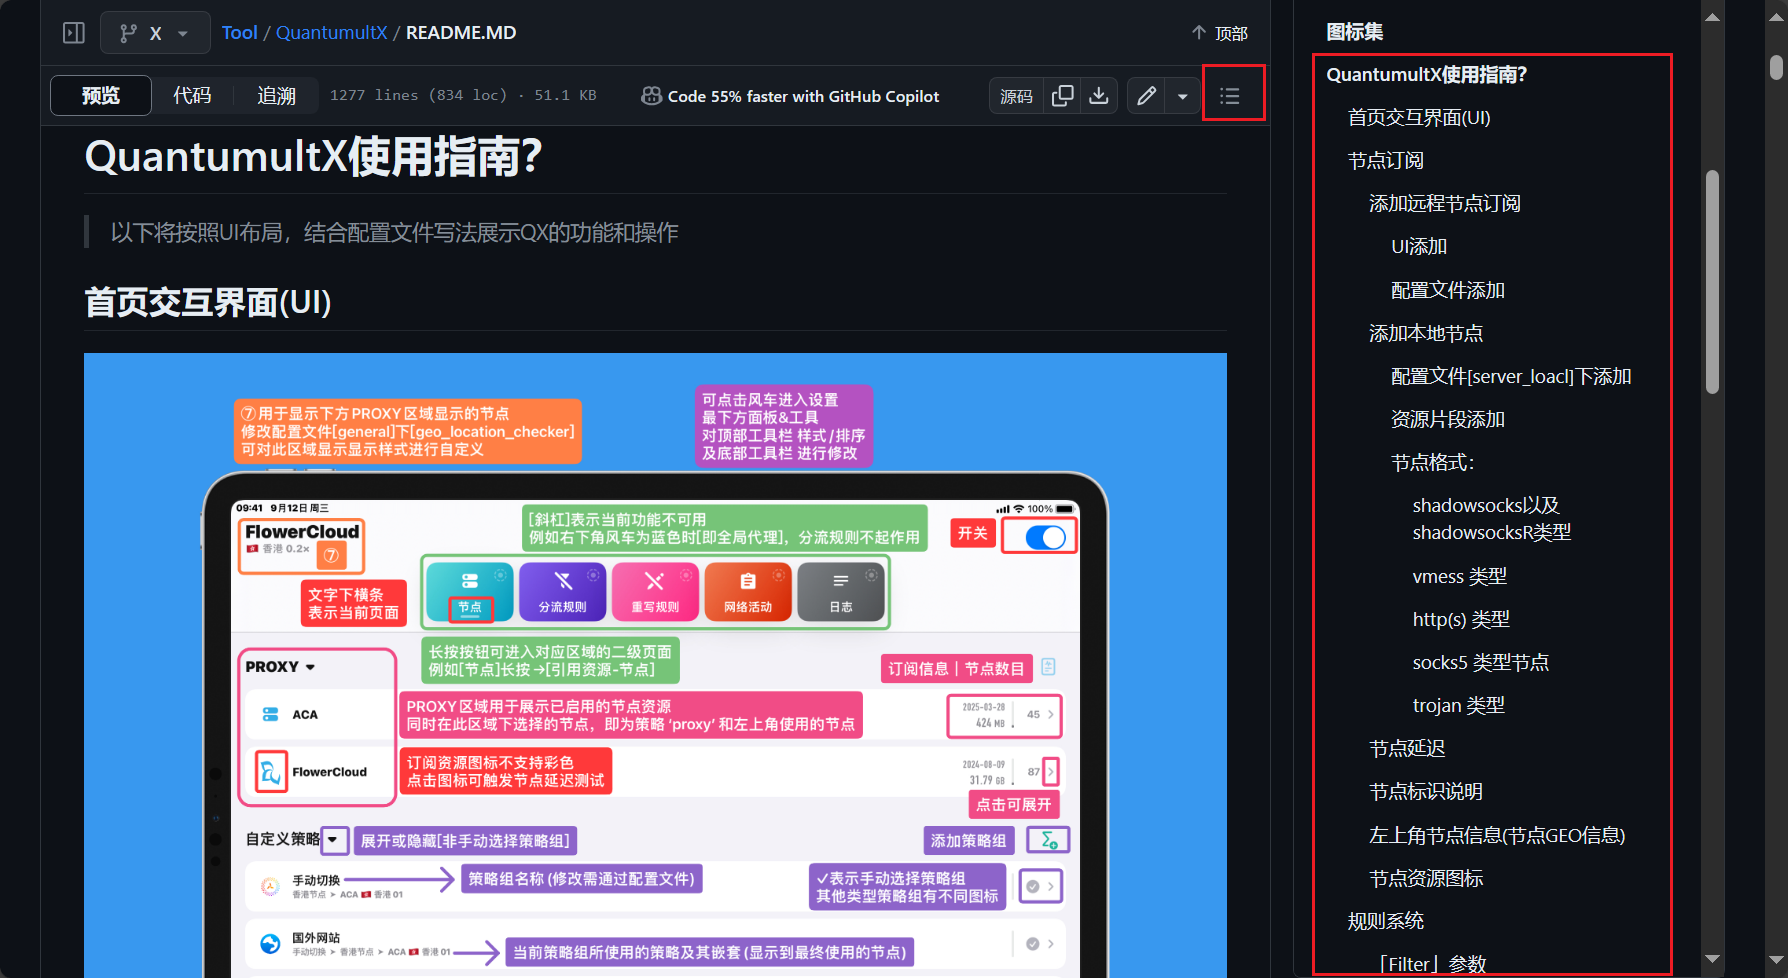 X
Tool / QuantumultX / README.MD
顶部
预览
代码
追溯
1277 lines (834 loc) · 51.1 KB
Code 55% faster with GitHub Copilot
源码
QuantumultX使用指南?
以下将按照UI布局，结合配置文件写法展示QX的功能和操作
首页交互界面(UI)
⑦用于显示下方PROXY区域显示的节点
修改配置文件[general]下[geo_location_checker]
可对此区域显示显示样式进行自定义
可点击风车进入设置
最下方面板&工具
对顶部工具栏 样式/排序
及底部工具栏 进行修改
09:41 9月12日 周三
100%
FlowerCloud
香港 0.2×
⑦
[斜杠]表示当前功能不可用
例如右下角风车为蓝色时[即全局代理]，分流规则不起作用
开关
文字下横条
表示当前页面
节点
分流规则
重写规则
网络活动
日志
长按按钮可进入对应区域的二级页面
例如[节点]长按→[引用资源-节点]
PROXY
订阅信息｜节点数目
ACA
PROXY区域用于展示已启用的节点资源
同时在此区域下选择的节点，即为策略 ‘proxy’ 和左上角使用的节点
2025-03-28
424 MB
45
FlowerCloud
订阅资源图标不支持彩色
点击图标可触发节点延迟测试
2024-08-09
31.79 GB
87
点击可展开
自定义策略
展开或隐藏[非手动选择策略组]
添加策略组
手动切换
香港节点 ➤ ACA 香港 01
策略组名称 (修改需通过配置文件)
✓表示手动选择策略组
其他类型策略组有不同图标
国外网站
手动切换 ➤ 香港节点 ➤ ACA 香港 01
当前策略组所使用的策略及其嵌套 (显示到最终使用的节点)
图标集
QuantumultX使用指南?
首页交互界面(UI)
节点订阅
添加远程节点订阅
UI添加
配置文件添加
添加本地节点
配置文件[server_loacl]下添加
资源片段添加
节点格式：
shadowsocks以及
shadowsocksR类型
vmess 类型
http(s) 类型
socks5 类型节点
trojan 类型
节点延迟
节点标识说明
左上角节点信息(节点GEO信息)
节点资源图标
规则系统
「Filter」参数